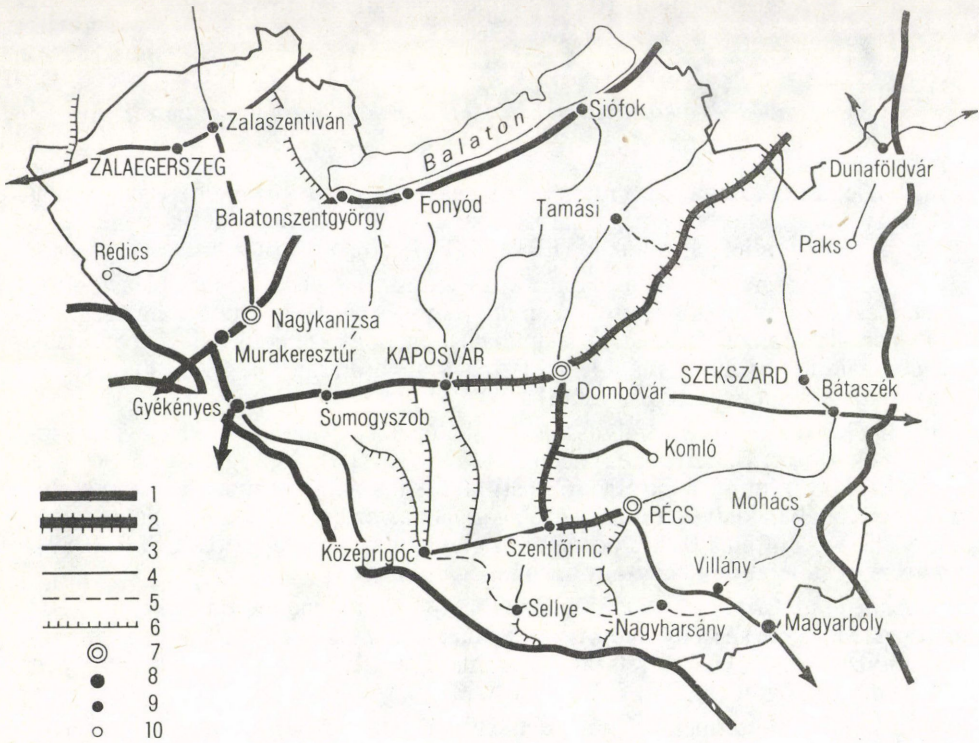 Zalaszentiván
Siófok
Balaton
ZALAEGERSZEG
Dunaföldvár
Balatonszentgyörgy
Fonyód
Tamási
Rédics
Paks
Nagykanizsa
Murakeresztúr
KAPOSVÁR
SZEKSZÁRD
Dombóvár
Bátaszék
Gyékényes
Somogyszob
Komló
1
2
3
4
5
6
7
8
9
10
PÉCS
Mohács
Középrigóc
Szentlőrinc
Villány
Sellye
Nagyharsány
Magyarbóly